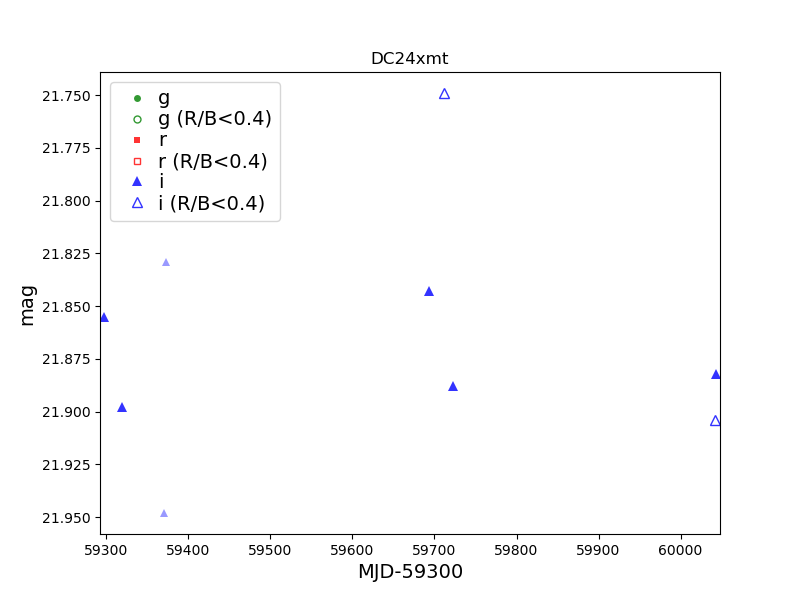 DC24xmt
21.750
21.775
21.800
21.825
21.850
21.875
21.900
21.925
21.950
mag
g
g (R/B<0.4)
r
r (R/B<0.4)
i
i (R/B<0.4)
59300 59400 59500 59600 59700 59800 59900 60000
MJD-59300